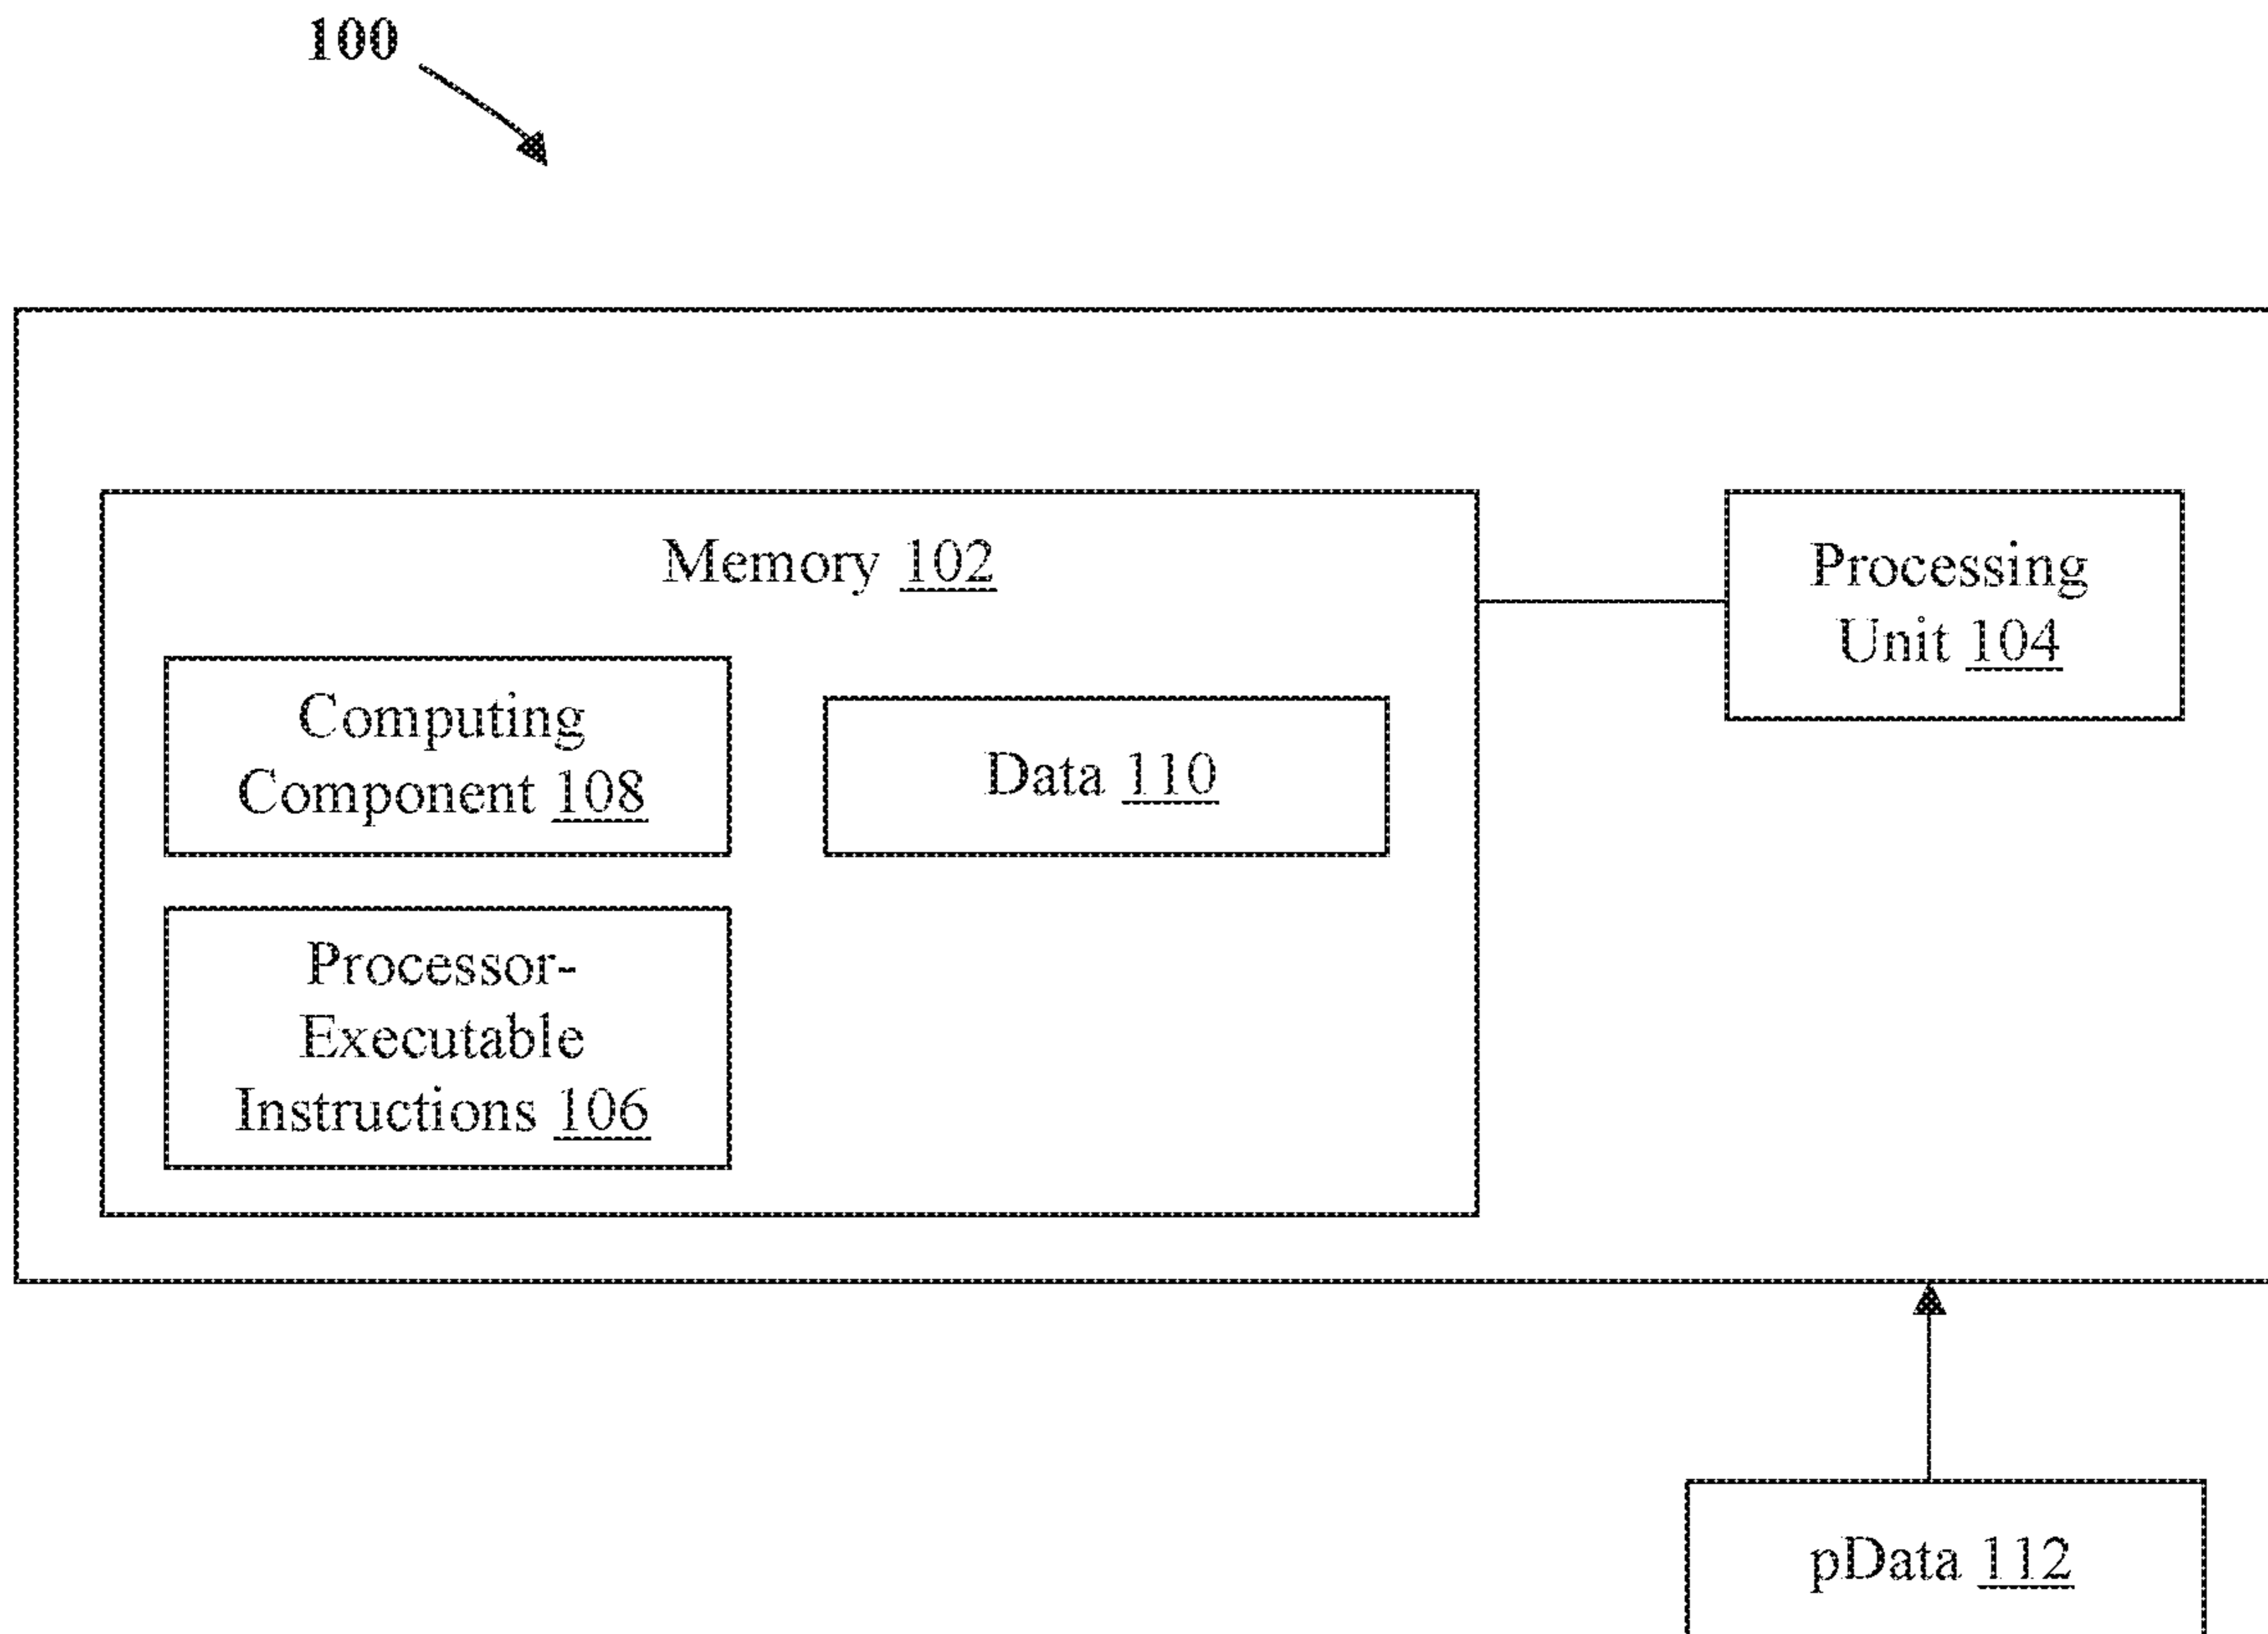 100
Memory 102
Processing
Unit 104
Computing
Component 108
Data 110
Processor-
Executable
Instructions 106
pData 112